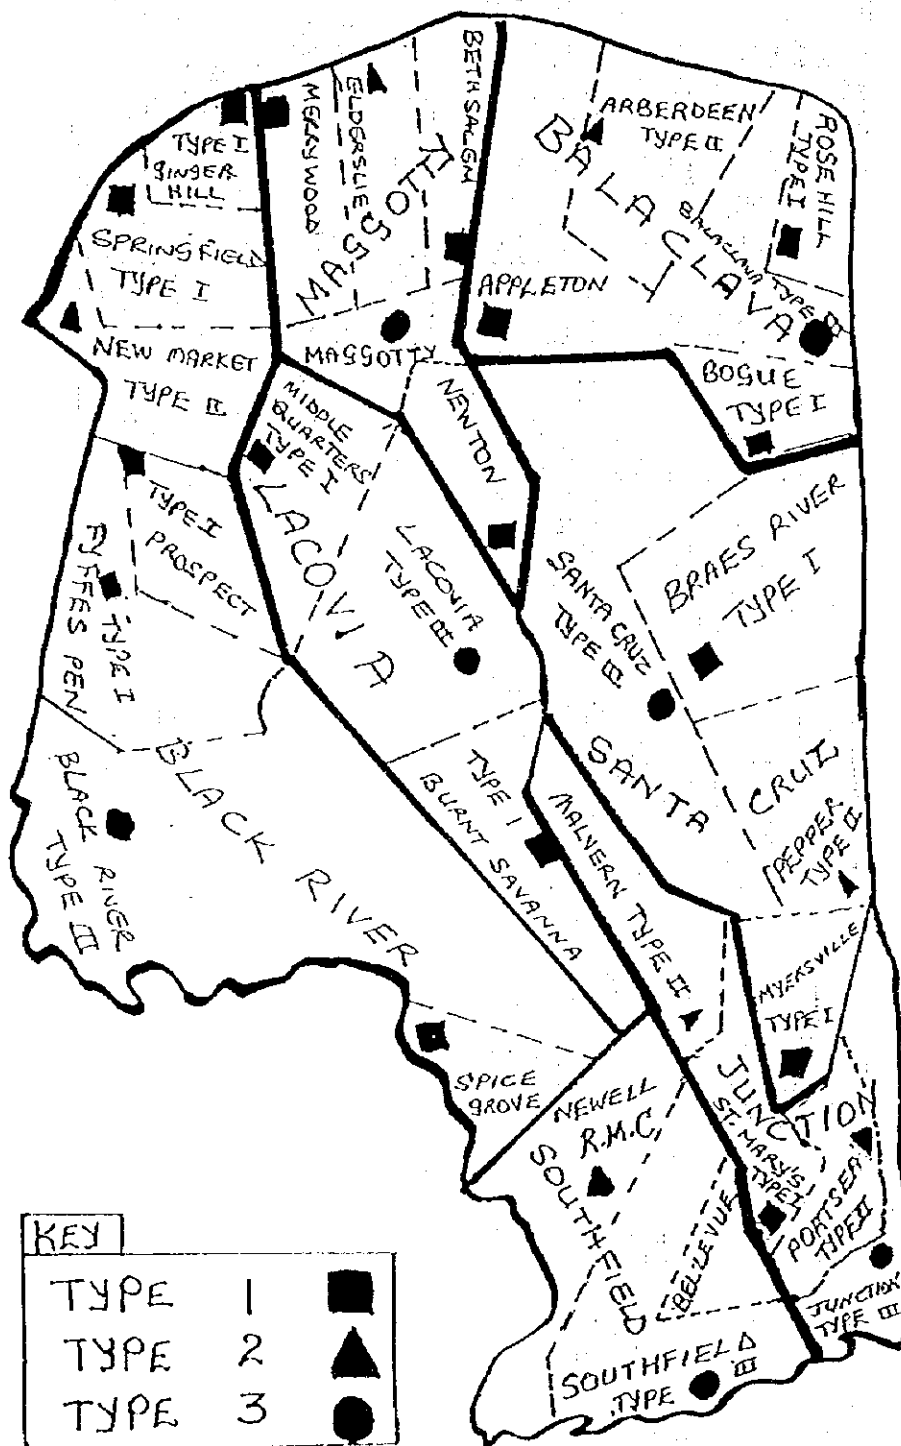 BETHSALEM
ELDERSLIE
MERRYWOOD
MAGGOTTY
ARBERDEEN
TYPE II
BALACLAVA
ROSE HILL
TYPE I
TYPE I
GINGER
HILL
SPRINGFIELD
TYPE I
BALACLAVA TYPE III
APPLETON
NEW MARKET
TYPE II
MAGGOTTY
BOGUE
TYPE I
MIDDLE
QUARTERS
TYPE I
NEWTON
LACOVIA
LACOVIA
TYPE III
TYPE I
PROSPECT
FYFFES PEN
TYPE I
SANTA CRUZ
TYPE III
BRAES RIVER
TYPE I
SANTA
CRUZ
BLACK RIVER
BLACK RIVER
TYPE III
TYPE I
BURNT SAVANNA
MALVERN TYPE II
PEPPER
TYPE II
MYERSVILLE
TYPE I
SPICE
GROVE
NEWELL
R.M.C.
SOUTHFIELD
BELLEVUE
JUNCTION
ST. MARY'S
TYPE I
PORTSEA
TYPE II
JUNCTION
TYPE III
SOUTHFIELD
TYPE III
KEY
TYPE 1
TYPE 2
TYPE 3